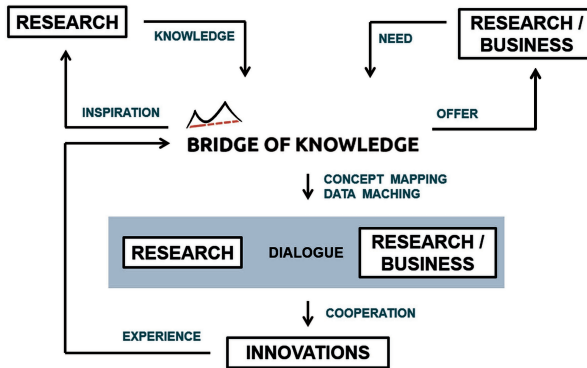 RESEARCH
KNOWLEDGE
NEED
RESEARCH /
BUSINESS
INSPIRATION
OFFER
BRIDGE OF KNOWLEDGE
CONCEPT MAPPING
DATA MACHING
RESEARCH
DIALOGUE
RESEARCH /
BUSINESS
COOPERATION
EXPERIENCE
INNOVATIONS